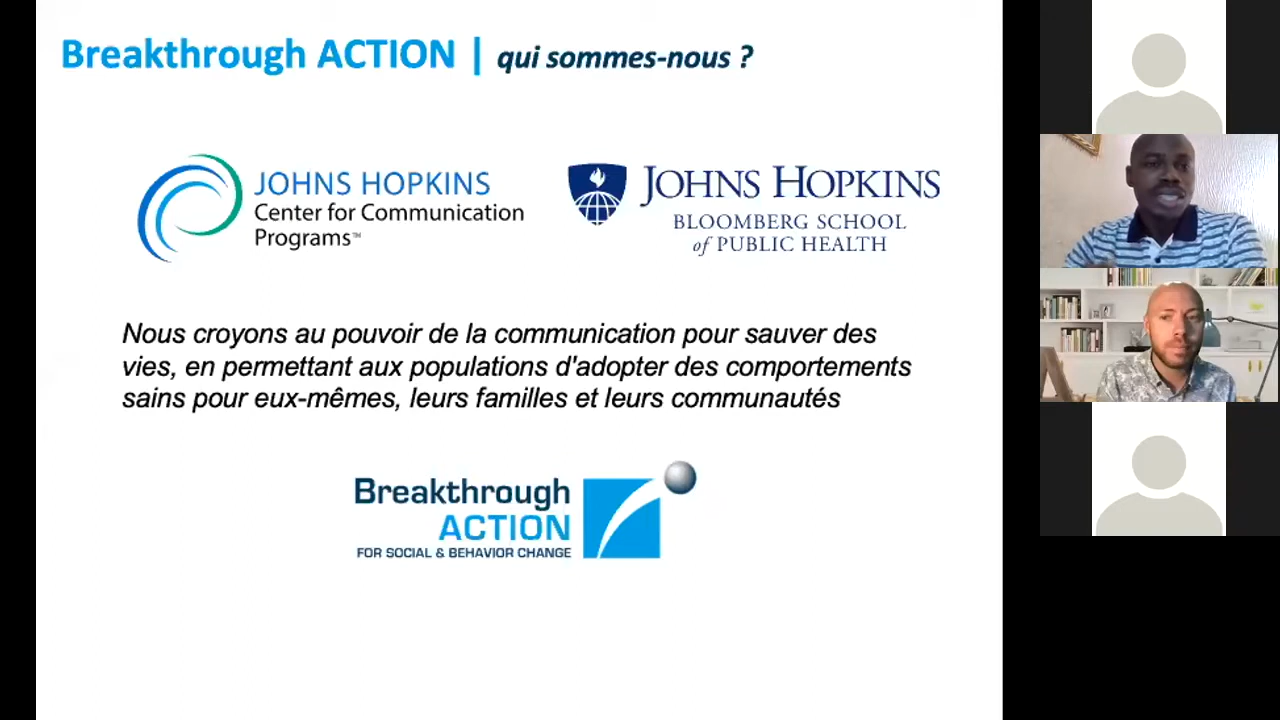 Breakthrough ACTION | qui sommes-nous ?
JOHNS HOPKINS
Center for Communication
Programs™
JOHNS HOPKINS
BLOOMBERG SCHOOL
of PUBLIC HEALTH
Nous croyons au pouvoir de la communication pour sauver des
vies, en permettant aux populations d'adopter des comportements
sains pour eux-mêmes, leurs familles et leurs communautés
Breakthrough
ACTION
FOR SOCIAL & BEHAVIOR CHANGE